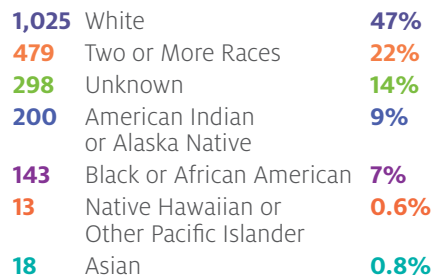 1,025 White 47%
479 Two or More Races 22%
298 Unknown 14%
200 American Indian 9%
or Alaska Native
143 Black or African American 7%
13 Native Hawaiian or 0.6%
Other Pacific Islander
18 Asian 0.8%